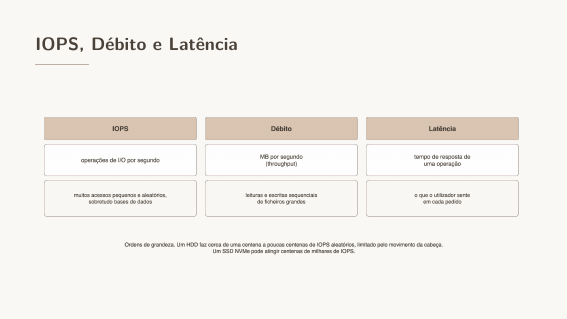 IOPS, Débito e Latência
IOPS
Débito
Latência
operações de I/O por segundo
MB por segundo
(throughput)
tempo de resposta de
uma operação
muitos acessos pequenos e aleatórios,
sobretudo bases de dados
leituras e escritas sequenciais
de ficheiros grandes
o que o utilizador sente
em cada pedido
Ordens de grandeza. Um HDD faz cerca de uma centena a poucas centenas de IOPS aleatórios, limitado pelo movimento da cabeça.
Um SSD NVMe pode atingir centenas de milhares de IOPS.